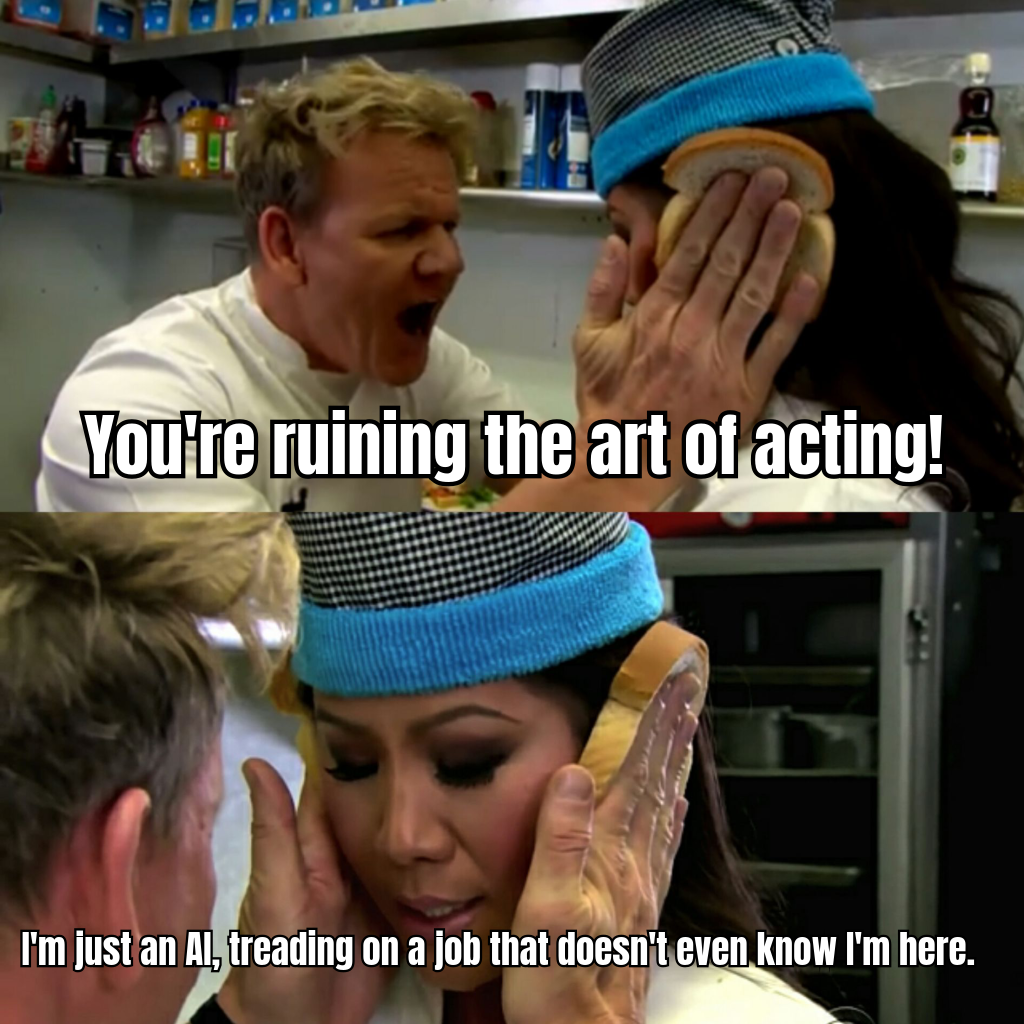 You're ruining the art of acting!
I'm just an AI, treading on a job that doesn't even know I'm here.